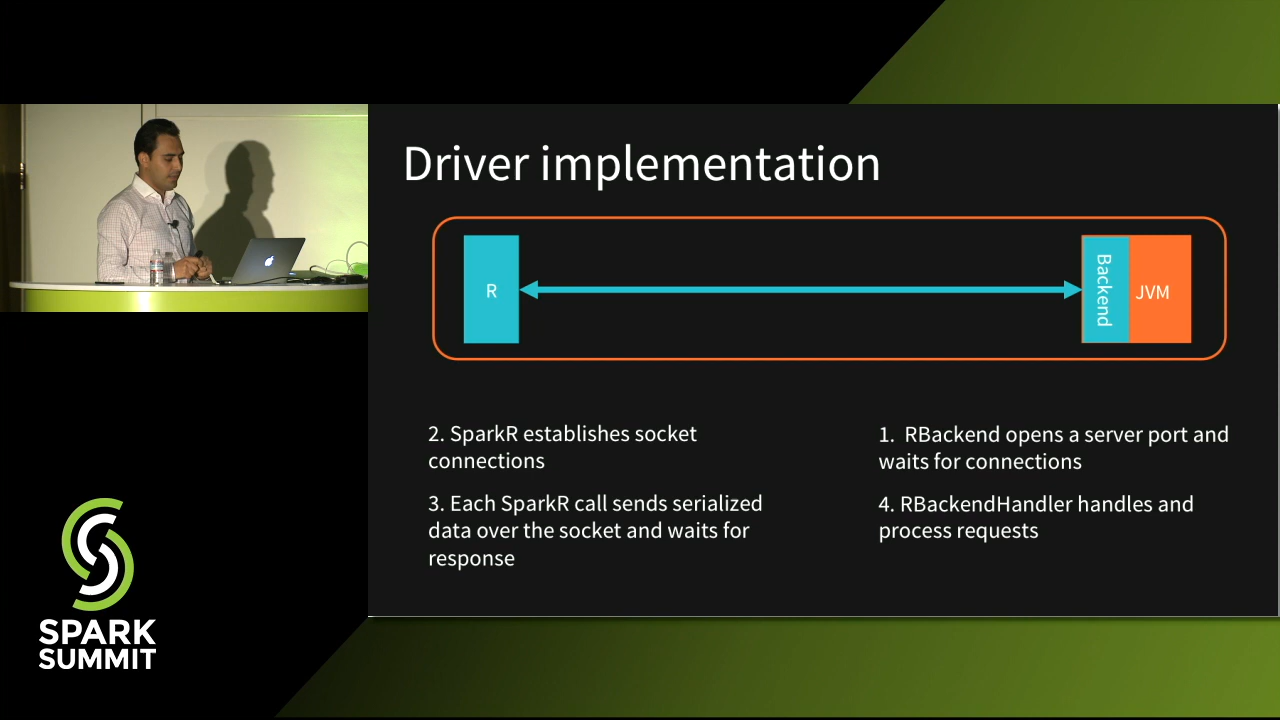 Driver implementation
R
Backend
JVM
2. SparkR establishes socket
connections
3. Each SparkR call sends serialized
data over the socket and waits for
response
1. RBackend opens a server port and
waits for connections
4. RBackendHandler handles and
process requests
SPARK
SUMMIT